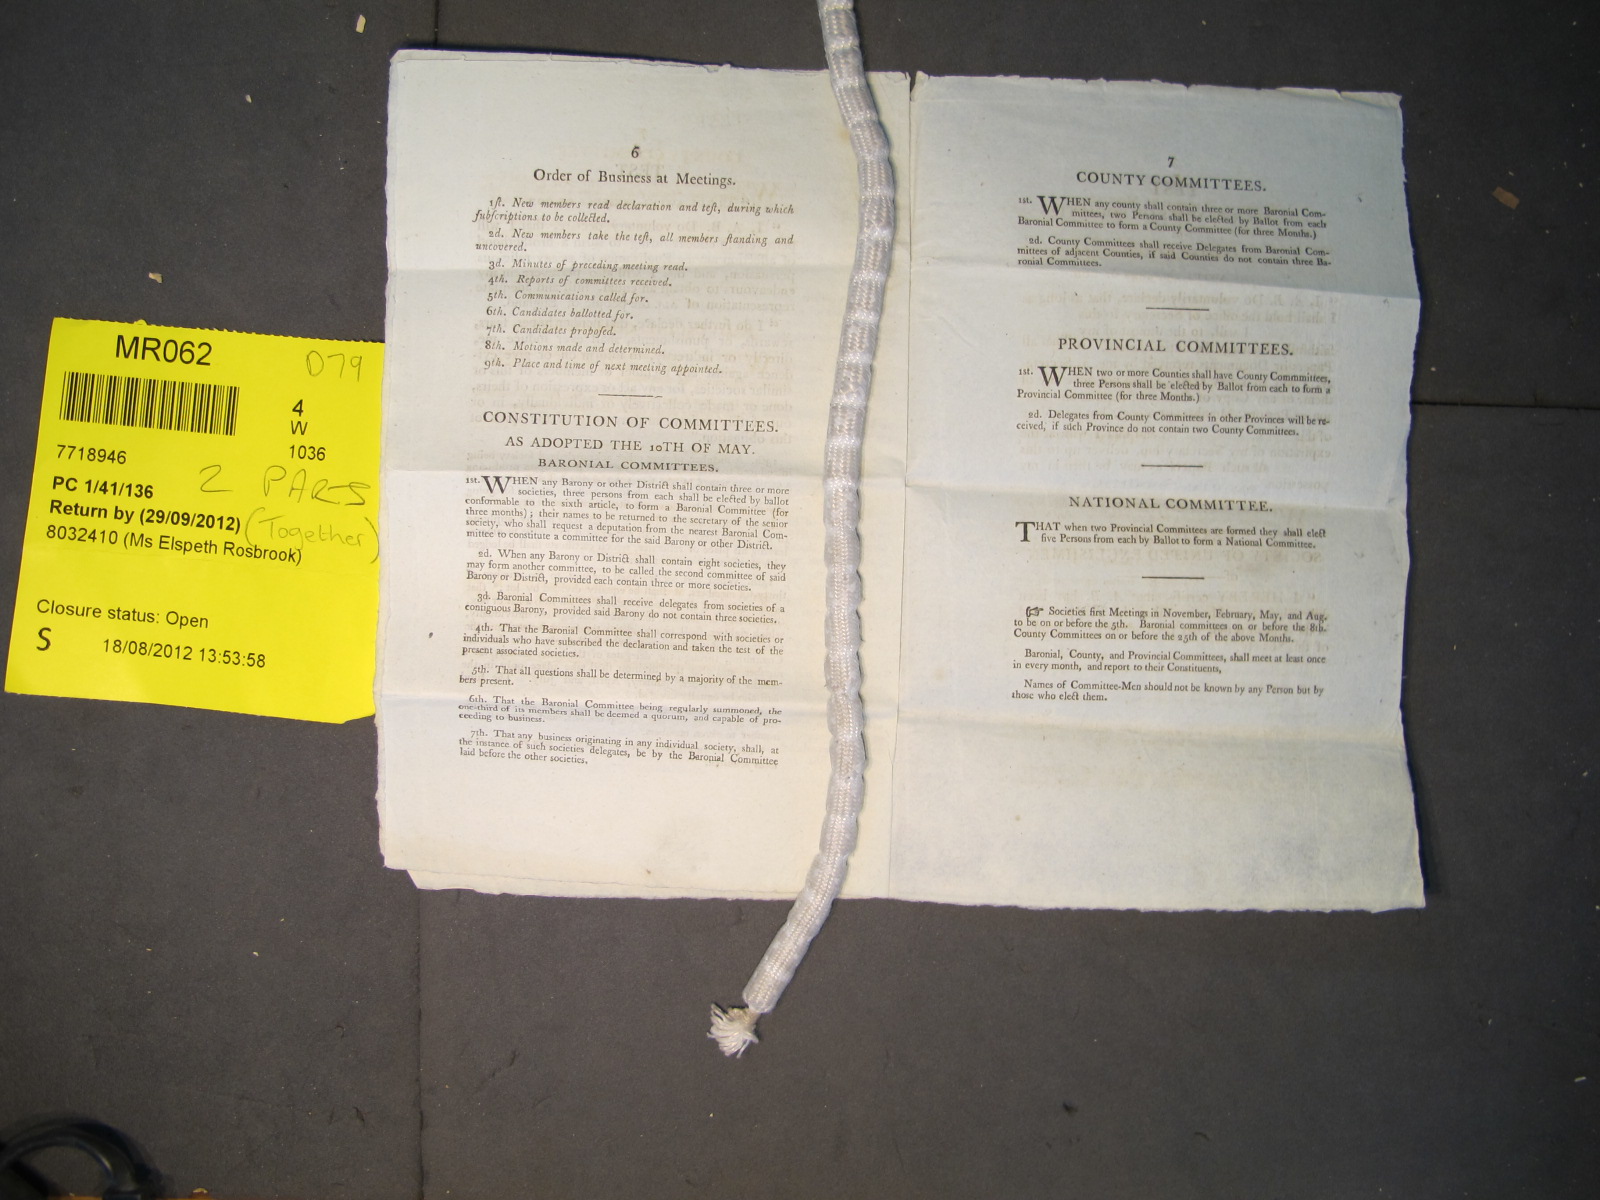 MR062
D79
4
W
7718946
1036
2 PARTS
PC 1/41/136
Return by (29/09/2012)
(Together)
8032410 (Ms Elspeth Rosbrook)
Closure status: Open
S
18/08/2012 13:53:58
6
Order of Business at Meetings.
1ſt. New members read declaration and teſt, during which
ſubſcriptions to be collected.
2d. New members take the teſt, all members ſtanding and
uncovered.
3d. Minutes of preceding meeting read.
4th. Reports of committees received.
5th. Communications called for.
6th. Candidates ballotted for.
7th. Candidates propoſed.
8th. Motions made and determined.
9th. Place and time of next meeting appointed.
CONSTITUTION OF COMMITTEES.
AS ADOPTED THE 10TH OF MAY.
BARONIAL COMMITTEES.
1st. WHEN any Barony or other District shall contain three or more
societies, three persons from each shall be elected by ballot
conformable to the sixth article, to form a Baronial Committee (for
three months) ; their names to be returned to the secretary of the senior
society, who shall request a deputation from the nearest Baronial Com-
mittee to constitute a committee for the said Barony or other District.
2d. When any Barony or District shall contain eight societies, they
may form another committee, to be called the second committee of said
Barony or District, provided each contain three or more societies.
3d. Baronial Committees shall receive delegates from societies of a
contiguous Barony, provided said Barony do not contain three societies.
4th. That the Baronial Committee shall correspond with societies or
individuals who have subscribed the declaration and taken the test of the
present associated societies.
5th. That all questions shall be determined by a majority of the mem-
bers present.
6th. That the Baronial Committee being regularly summoned, the
one-third of its members shall be deemed a quorum, and capable of pro-
ceeding to business.
7th. That any business originating in any individual society, shall, at
the instance of such societies delegates, be by the Baronial Committee
laid before the other societies.
7
COUNTY COMMITTEES.
1st. WHEN any county shall contain three or more Baronial Com-
mittees, two Persons shall be elected by Ballot from each
Baronial Committee to form a County Committee (for three Months.)
2d. County Committees shall receive Delegates from Baronial Com-
mittees of adjacent Counties, if said Counties do not contain three Ba-
ronial Committees.
PROVINCIAL COMMITTEES.
1st. WHEN two or more Counties shall have County Commmittees,
three Persons shall be elected by Ballot from each to form a
Provincial Committee (for three Months.)
2d. Delegates from County Committees in other Provinces will be re-
ceived, if such Province do not contain two County Committees.
NATIONAL COMMITTEE.
THAT when two Provincial Committees are formed they shall elect
five Persons from each by Ballot to form a National Committee.
☞ Societies first Meetings in November, February, May, and Aug.
to be on or before the 5th. Baronial committees on or before the 8th.
County Committees on or before the 25th of the above Months.
Baronial, County, and Provincial Committees, shall meet at least once
in every month, and report to their Constituents,
Names of Committee-Men should not be known by any Person but by
those who elect them.